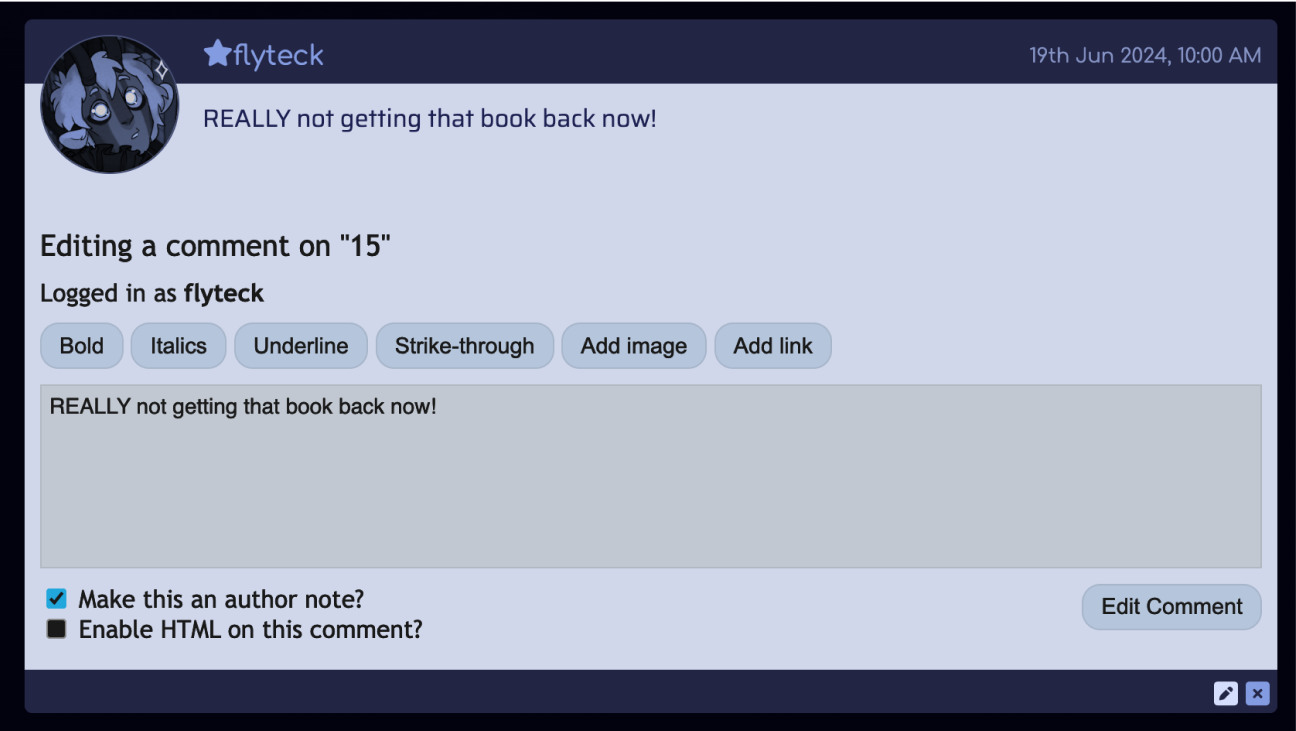 flyteck
19th Jun 2024, 10:00 AM
REALLY not getting that book back now!
Editing a comment on "15"
Logged in as flyteck
Bold Italics Underline Strike-through Add image Add link
REALLY not getting that book back now!
Make this an author note?
Edit Comment
Enable HTML on this comment?